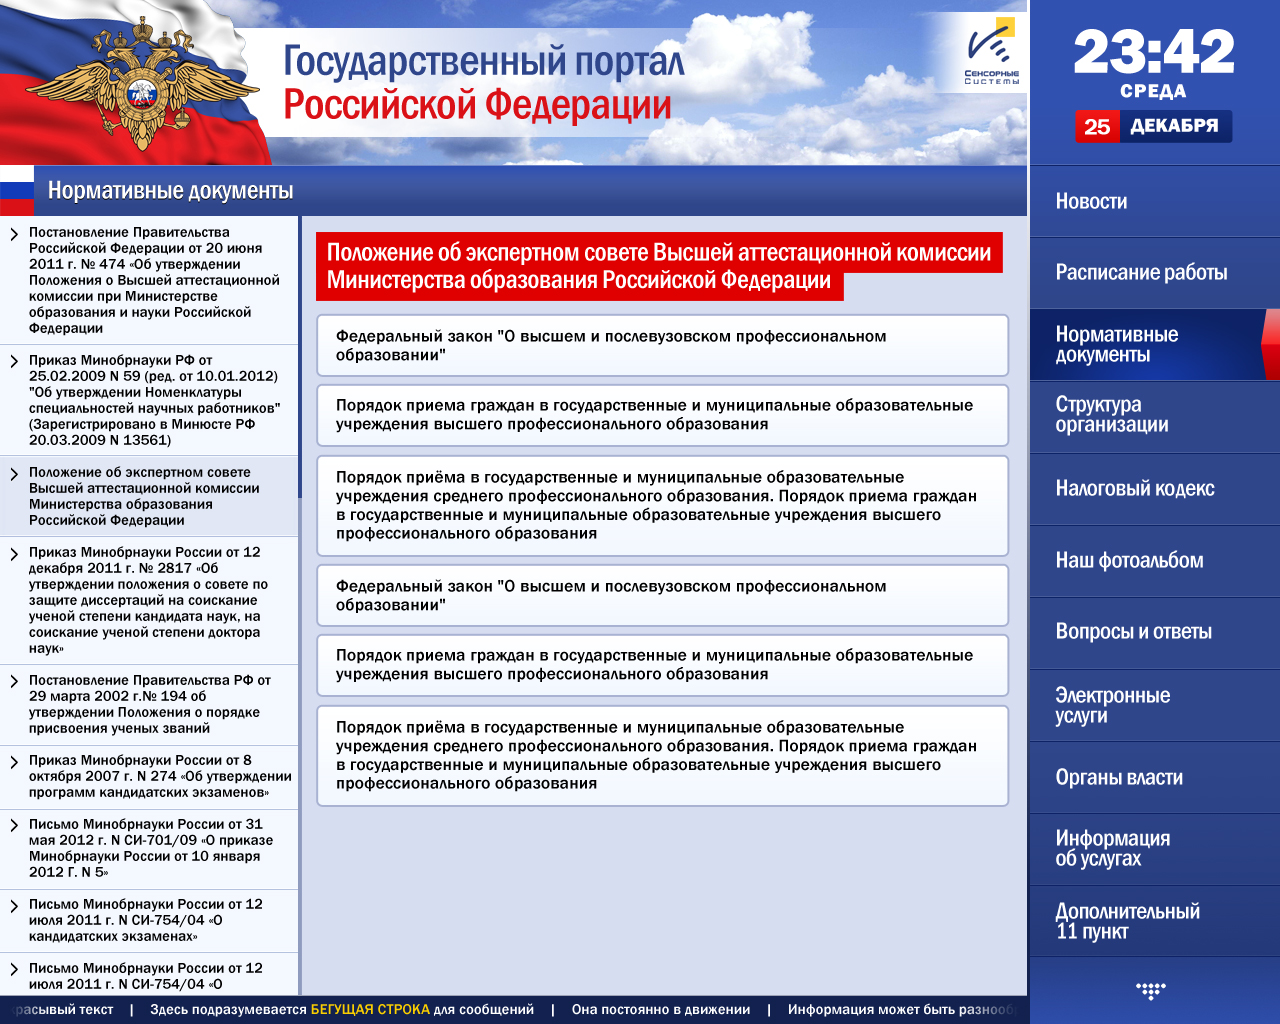 Государственный портал
Российской Федерации
Сенсорные
Системы
23:42
СРЕДА
25 ДЕКАБРЯ
Нормативные документы
Постановление Правительства
Российской Федерации от 20 июня
2011 г. № 474 «Об утверждении
Положения о Высшей аттестационной
комиссии при Министерстве
образования и науки Российской
Федерации
Приказ Минобрнауки РФ от
25.02.2009 N 59 (ред. от 10.01.2012)
"Об утверждении Номенклатуры
специальностей научных работников"
(Зарегистрировано в Минюсте РФ
20.03.2009 N 13561)
Положение об экспертном совете
Высшей аттестационной комиссии
Министерства образования
Российской Федерации
Приказ Минобрнауки России от 12
декабря 2011 г. № 2817 «Об
утверждении положения о совете по
защите диссертаций на соискание
ученой степени кандидата наук, на
соискание ученой степени доктора
наук»
Постановление Правительства РФ от
29 марта 2002 г.№ 194 об
утверждении Положения о порядке
присвоения ученых званий
Приказ Минобрнауки России от 8
октября 2007 г. N 274 «Об утверждении
программ кандидатских экзаменов»
Письмо Минобрнауки России от 31
мая 2012 г. N СИ-701/09 «О приказе
Минобрнауки России от 10 января
2012 Г. N 5»
Письмо Минобрнауки России от 12
июля 2011 г. N СИ-754/04 «О
кандидатских экзаменах»
Письмо Минобрнауки России от 12
июля 2011 г. N СИ-754/04 «О
Положение об экспертном совете Высшей аттестационной комиссии
Министерства образования Российской Федерации
Федеральный закон "О высшем и послевузовском профессиональном
образовании"
Порядок приема граждан в государственные и муниципальные образовательные
учреждения высшего профессионального образования
Порядок приёма в государственные и муниципальные образовательные
учреждения среднего профессионального образования. Порядок приема граждан
в государственные и муниципальные образовательные учреждения высшего
профессионального образования
Федеральный закон "О высшем и послевузовском профессиональном
образовании"
Порядок приема граждан в государственные и муниципальные образовательные
учреждения высшего профессионального образования
Порядок приёма в государственные и муниципальные образовательные
учреждения среднего профессионального образования. Порядок приема граждан
в государственные и муниципальные образовательные учреждения высшего
профессионального образования
Новости
Расписание работы
Нормативные
документы
Структура
организации
Налоговый кодекс
Наш фотоальбом
Вопросы и ответы
Электронные
услуги
Органы власти
Информация
об услугах
Дополнительный
11 пункт
красывый текст | Здесь подразумевается БЕГУЩАЯ СТРОКА для сообщений | Она постоянно в движении | Информация может быть разнооб